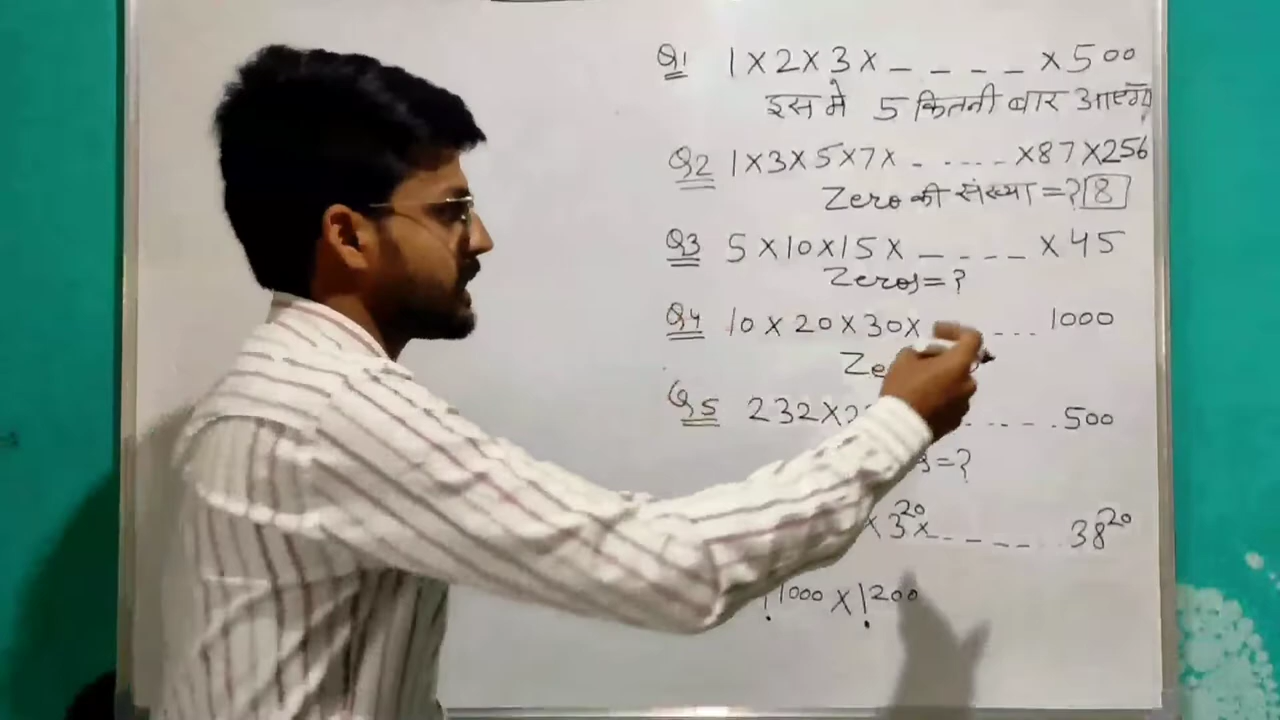 Q1 1×2×3×_ _ _ _ ×500
इस मे 5 कितनी बार आएगा
Q2 1×3×5×7×_ ..... ×87×256
Zero की संख्या =? 8
Q3 5×10×15×_ _ _ _ ×45
Zeros=?
Q4 10×20×30× ... 1000
Q5 232× ..... 500
=?
×3²⁰×_ _ _ _ _ 38²⁰
!1000×!200